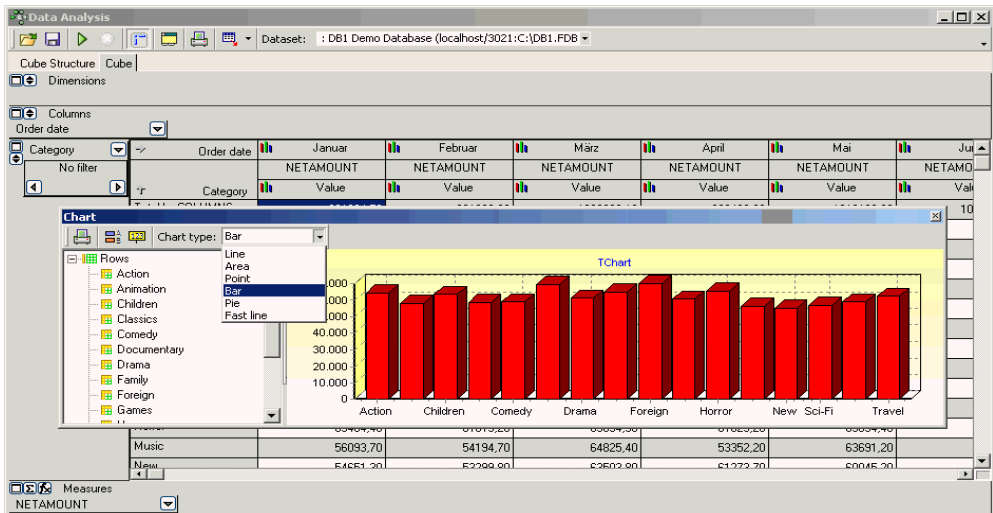 Data Analysis
Dataset: : DB1 Demo Database (localhost/3021:C:\DB1.FDB
Cube Structure Cube
Dimensions
Columns
Order date
Category
No filter
Order date Januar Februar März April Mai
NETAMOUNT NETAMOUNT NETAMOUNT NETAMOUNT NETAMOUNT
Category Value Value Value Value Value
Chart
Chart type: Bar
Line
Area
Point
Bar
Pie
Fast line
Rows
Action
Animation
Children
Classics
Comedy
Documentary
Drama
Family
Foreign
Games
TChart
40.000
30.000
20.000
10.000
0
Action Children Comedy Drama Foreign Horror New Sci-Fi Travel
Music 56093,70 54194,70 64825,40 53352,20 63691,20
New
Measures
NETAMOUNT